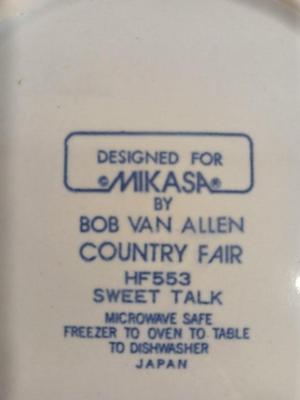 DESIGNED FOR
©MIKASA®
BY
BOB VAN ALLEN
COUNTRY FAIR
HF553
SWEET TALK
MICROWAVE SAFE
FREEZER TO OVEN TO TABLE
TO DISHWASHER
JAPAN